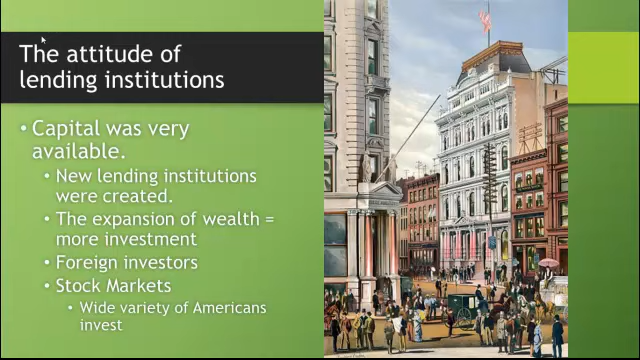 The attitude of
lending institutions
• Capital was very
available.
• New lending institutions
were created.
• The expansion of wealth =
more investment
• Foreign investors
• Stock Markets
• Wide variety of Americans
invest